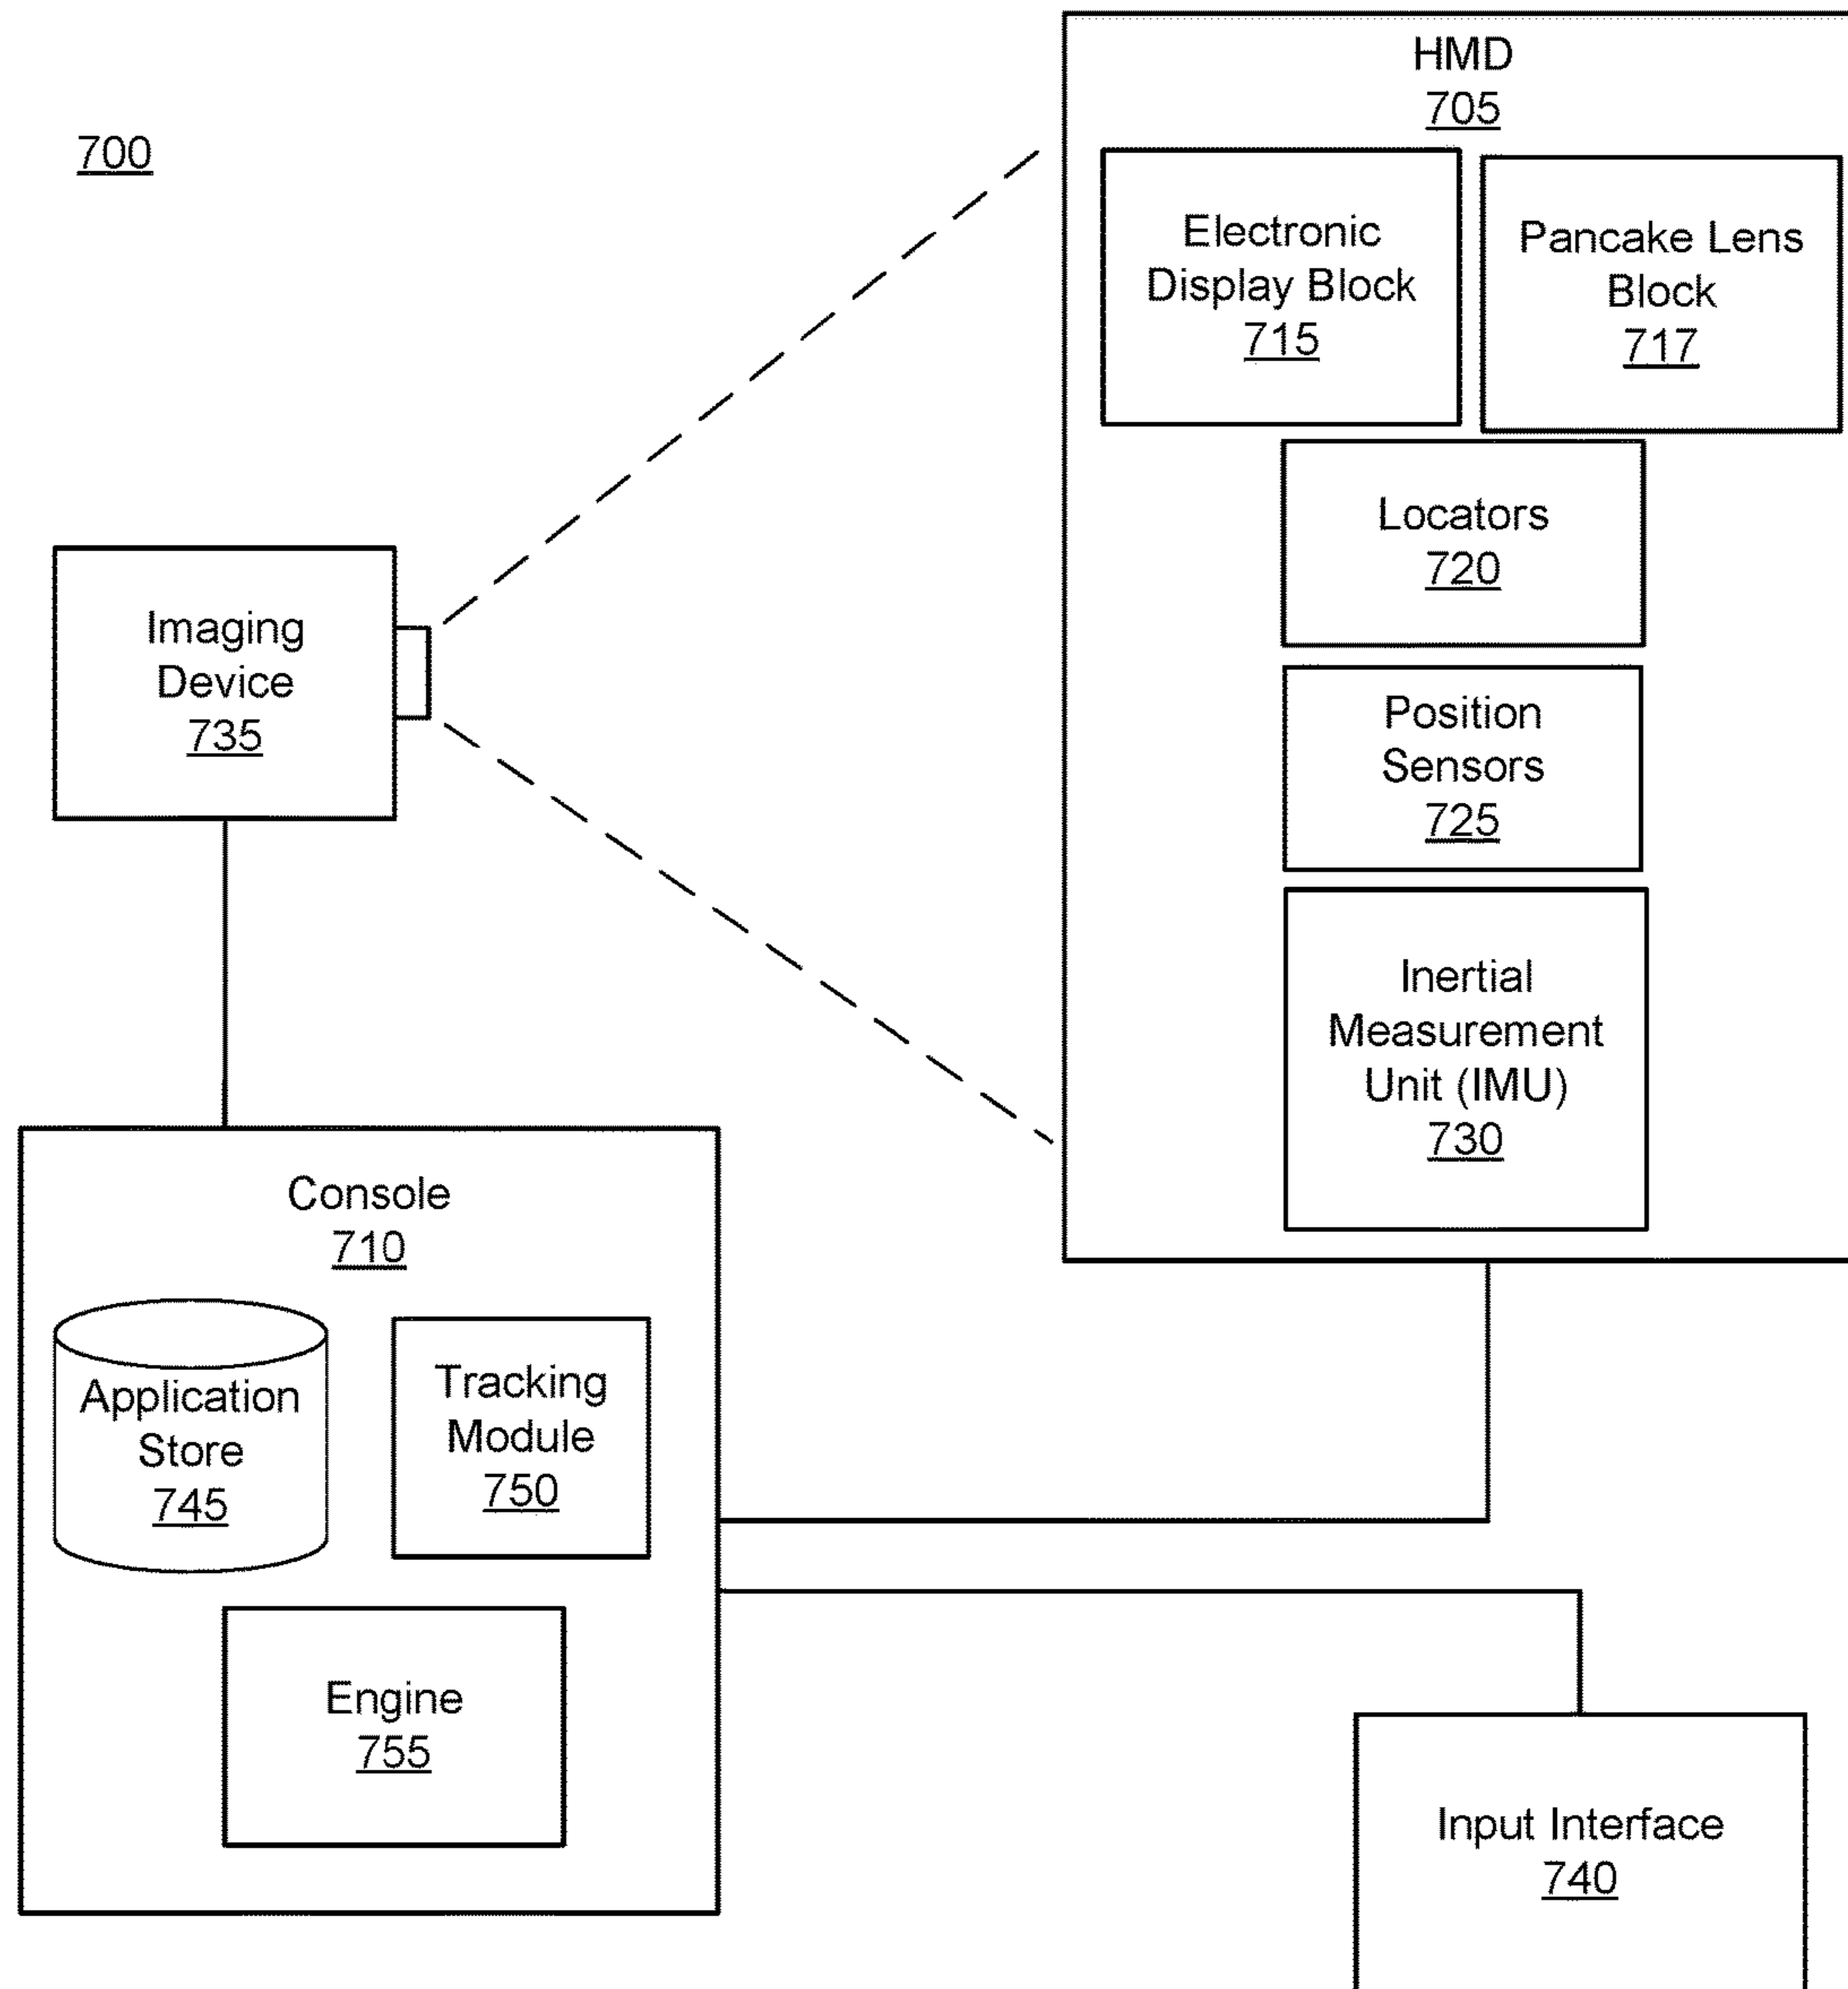 700
HMD
705
Electronic
Display Block
715
Pancake Lens
Block
717
Locators
720
Position
Sensors
725
Inertial
Measurement
Unit (IMU)
730
Imaging
Device
735
Console
710
Application
Store
745
Tracking
Module
750
Engine
755
Input Interface
740